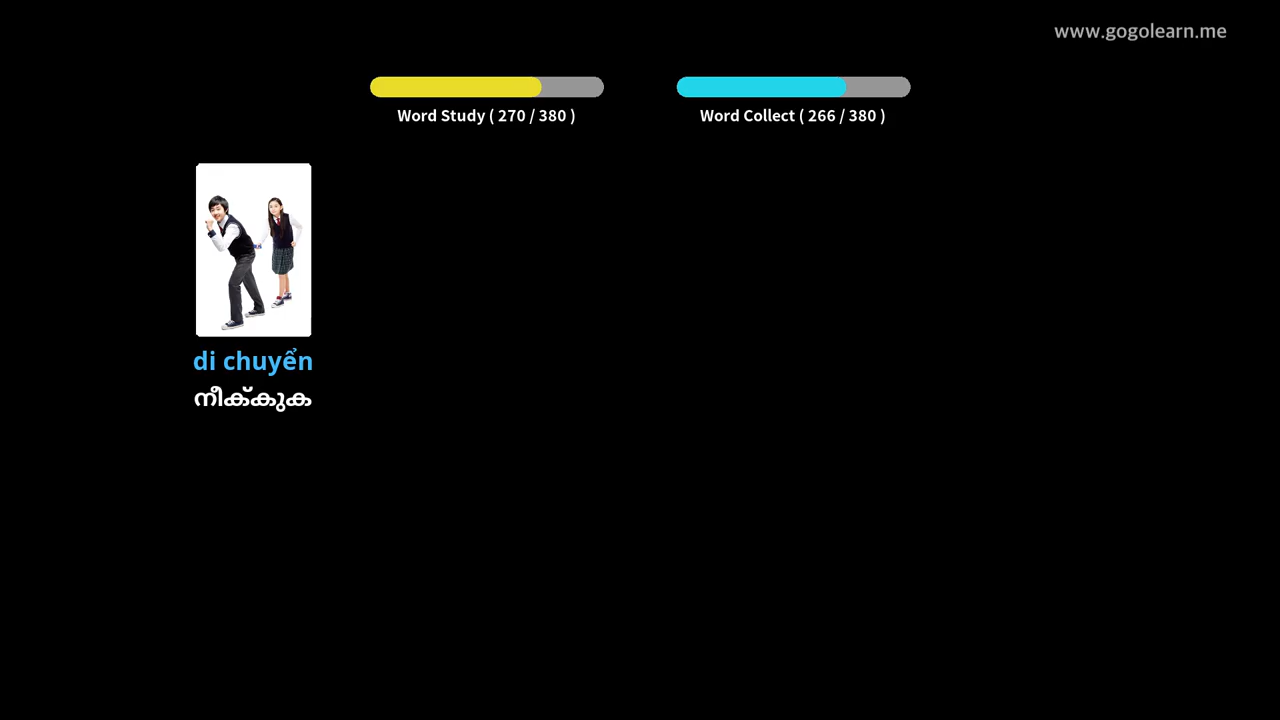 www.gogolearn.me
Word Study ( 270 / 380 )
Word Collect ( 266 / 380 )
di chuyển
നീക്കുക